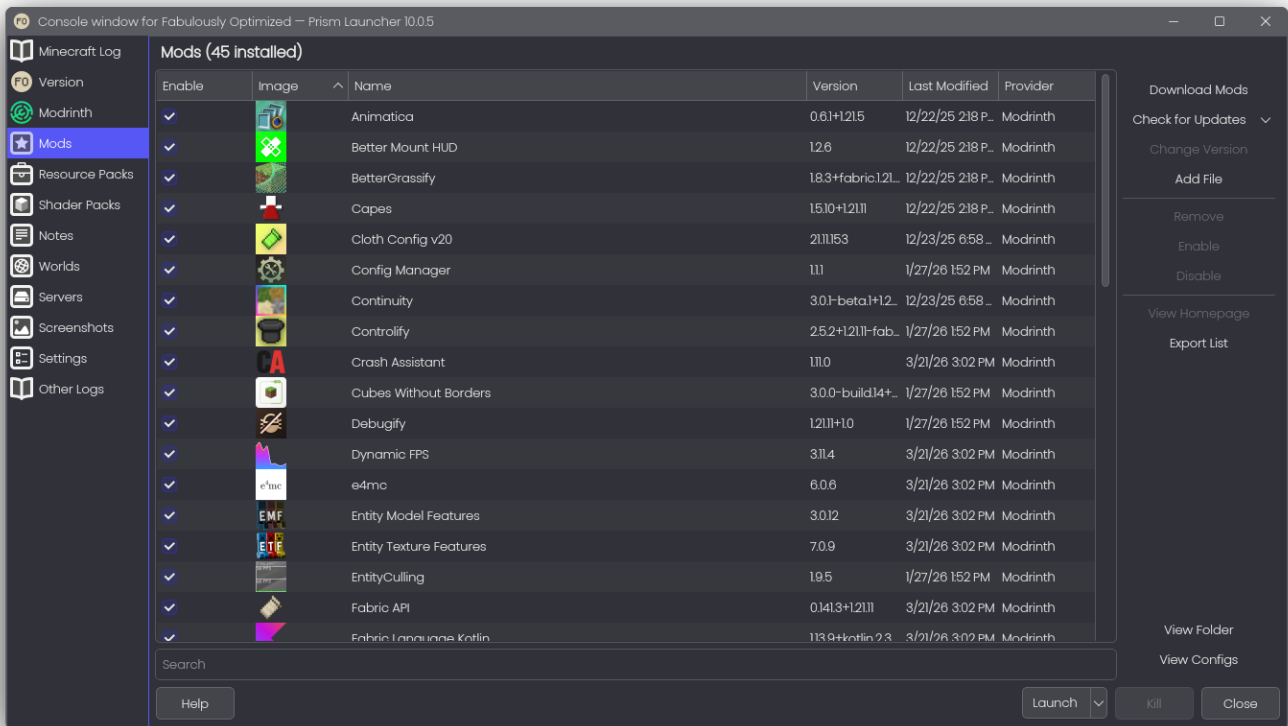 FO Console window for Fabulously Optimized — Prism Launcher 10.0.5
Minecraft Log
FO Version
Modrinth
Mods
Resource Packs
Shader Packs
Notes
Worlds
Servers
Screenshots
Settings
Other Logs
Mods (45 installed)
Enable Image Name Version Last Modified Provider
Animatica 0.6.1+1.21.5 12/22/25 2:18 P... Modrinth
Better Mount HUD 1.2.6 12/22/25 2:18 P... Modrinth
BetterGrassify 1.8.3+fabric.1.21.... 12/22/25 2:18 P... Modrinth
Capes 1.5.10+1.21.11 12/22/25 2:18 P... Modrinth
Cloth Config v20 21.11.153 12/23/25 6:58 ... Modrinth
Config Manager 1.1.1 1/27/26 1:52 PM Modrinth
Continuity 3.0.1-beta.1+1.2... 12/23/25 6:58 ... Modrinth
Controlify 2.5.2+1.21.11-fab... 1/27/26 1:52 PM Modrinth
CA Crash Assistant 1.11.0 3/21/26 3:02 PM Modrinth
Cubes Without Borders 3.0.0-build.14+... 1/27/26 1:52 PM Modrinth
Debugify 1.21.11+1.0 1/27/26 1:52 PM Modrinth
Dynamic FPS 3.11.4 3/21/26 3:02 PM Modrinth
e⁴mc e4mc 6.0.6 3/21/26 3:02 PM Modrinth
EMF Entity Model Features 3.0.12 3/21/26 3:02 PM Modrinth
ETF Entity Texture Features 7.0.9 3/21/26 3:02 PM Modrinth
EntityCulling 1.9.5 1/27/26 1:52 PM Modrinth
Fabric API 0.141.3+1.21.11 3/21/26 3:02 PM Modrinth
Fabric Language Kotlin 1.13.9+kotlin.2.3.... 3/21/26 3:02 PM Modrinth
Search
Download Mods
Check for Updates
Change Version
Add File
Remove
Enable
Disable
View Homepage
Export List
View Folder
View Configs
Help Launch Kill Close